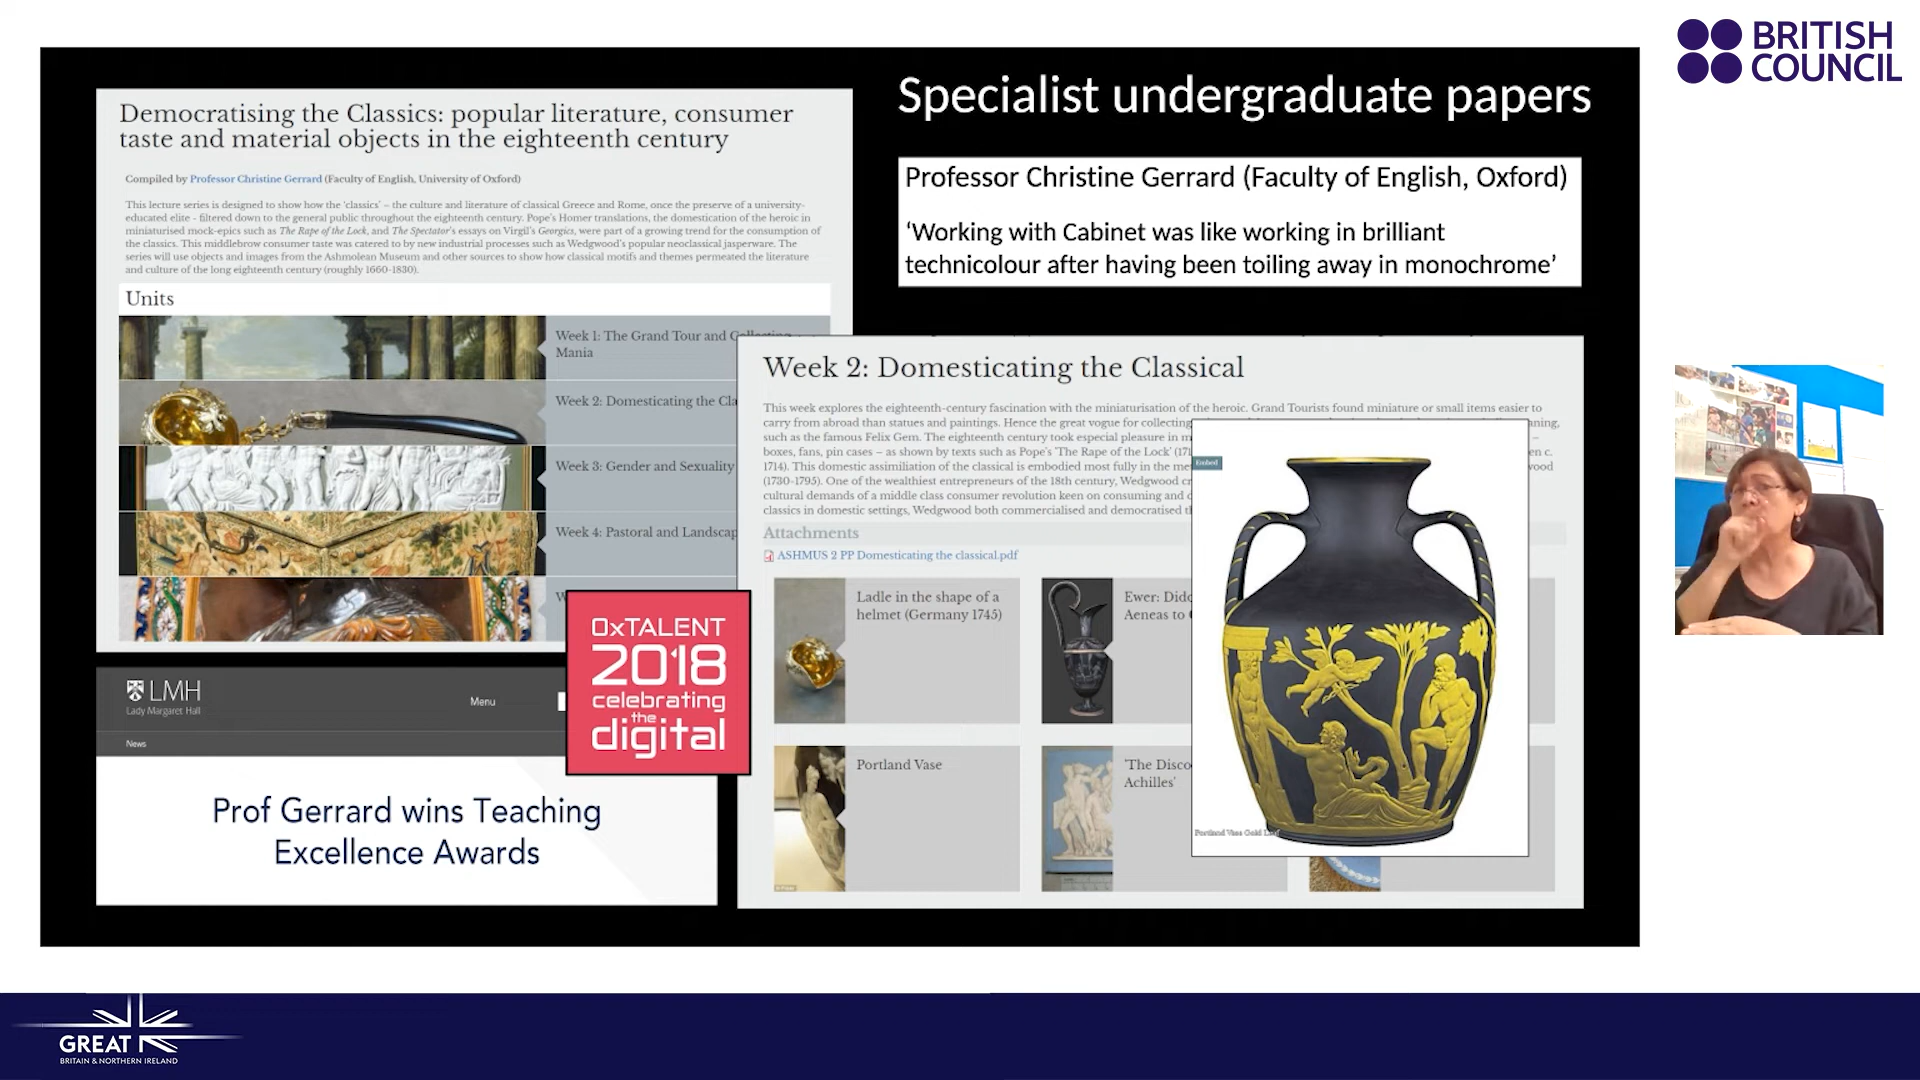 BRITISH
COUNCIL
Specialist undergraduate papers
Professor Christine Gerrard (Faculty of English, Oxford)
‘Working with Cabinet was like working in brilliant
technicolour after having been toiling away in monochrome’
Democratising the Classics: popular literature, consumer
taste and material objects in the eighteenth century
Compiled by Professor Christine Gerrard (Faculty of English, University of Oxford)
This lecture series is designed to show how the 'classics' – the culture and literature of classical Greece and Rome, once the preserve of a university-
educated elite - filtered down to the general public throughout the eighteenth century. Pope's Homer translations, the domestication of the heroic in
miniaturised mock-epics such as The Rape of the Lock, and The Spectator's essays on Virgil's Georgics, were part of a growing trend for the consumption of
the classics. This middlebrow consumer taste was catered to by new industrial processes such as Wedgwood's popular neoclassical jasperware. The
series will use objects and images from the Ashmolean Museum and other sources to show how classical motifs and themes permeated the literature
and culture of the long eighteenth century (roughly 1660-1830).
Units
Week 1: The Grand Tour and Collecting
Mania
Week 2: Domesticating the Cla
Week 3: Gender and Sexuality
Week 4: Pastoral and Landscap
W
LMH
Lady Margaret Hall
Menu
News
Prof Gerrard wins Teaching
Excellence Awards
OxTALENT
2018
celebrating
the
digital
Week 2: Domesticating the Classical
This week explores the eighteenth-century fascination with the miniaturisation of the heroic. Grand Tourists found miniature or small items easier to
carry from abroad than statues and paintings. Hence the great vogue for collecting
such as the famous Felix Gem. The eighteenth century took especial pleasure in m
boxes, fans, pin cases – as shown by texts such as Pope's 'The Rape of the Lock' (171
1714). This domestic assimiliation of the classical is embodied most fully in the me
(1730-1795). One of the wealthiest entrepreneurs of the 18th century, Wedgwood cr
cultural demands of a middle class consumer revolution keen on consuming and
classics in domestic settings, Wedgwood both commercialised and democratised th
aning,
–
en c.
wood
Attachments
ASHMUS 2 PP Domesticating the classical.pdf
Ladle in the shape of a
helmet (Germany 1745)
Ewer: Dido
Aeneas to
Portland Vase
'The Disco
Achilles'
Embed
Portland Vase Gold
GREAT
BRITAIN & NORTHERN IRELAND